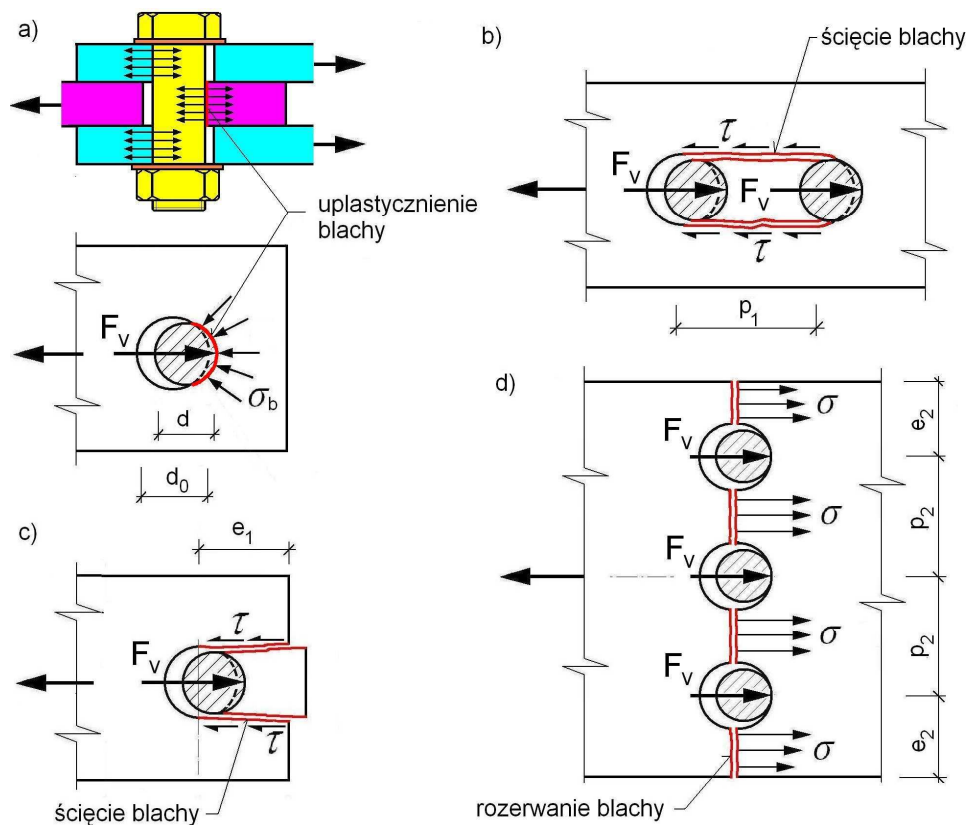 a)
uplastycznienie
blachy
Fv
σb
d
d0
b)
ścięcie blachy
τ
Fv
Fv
τ
p1
c)
e1
τ
Fv
τ
ścięcie blachy
d)
σ
Fv
e2
σ
p2
Fv
σ
p2
Fv
σ
e2
rozerwanie blachy